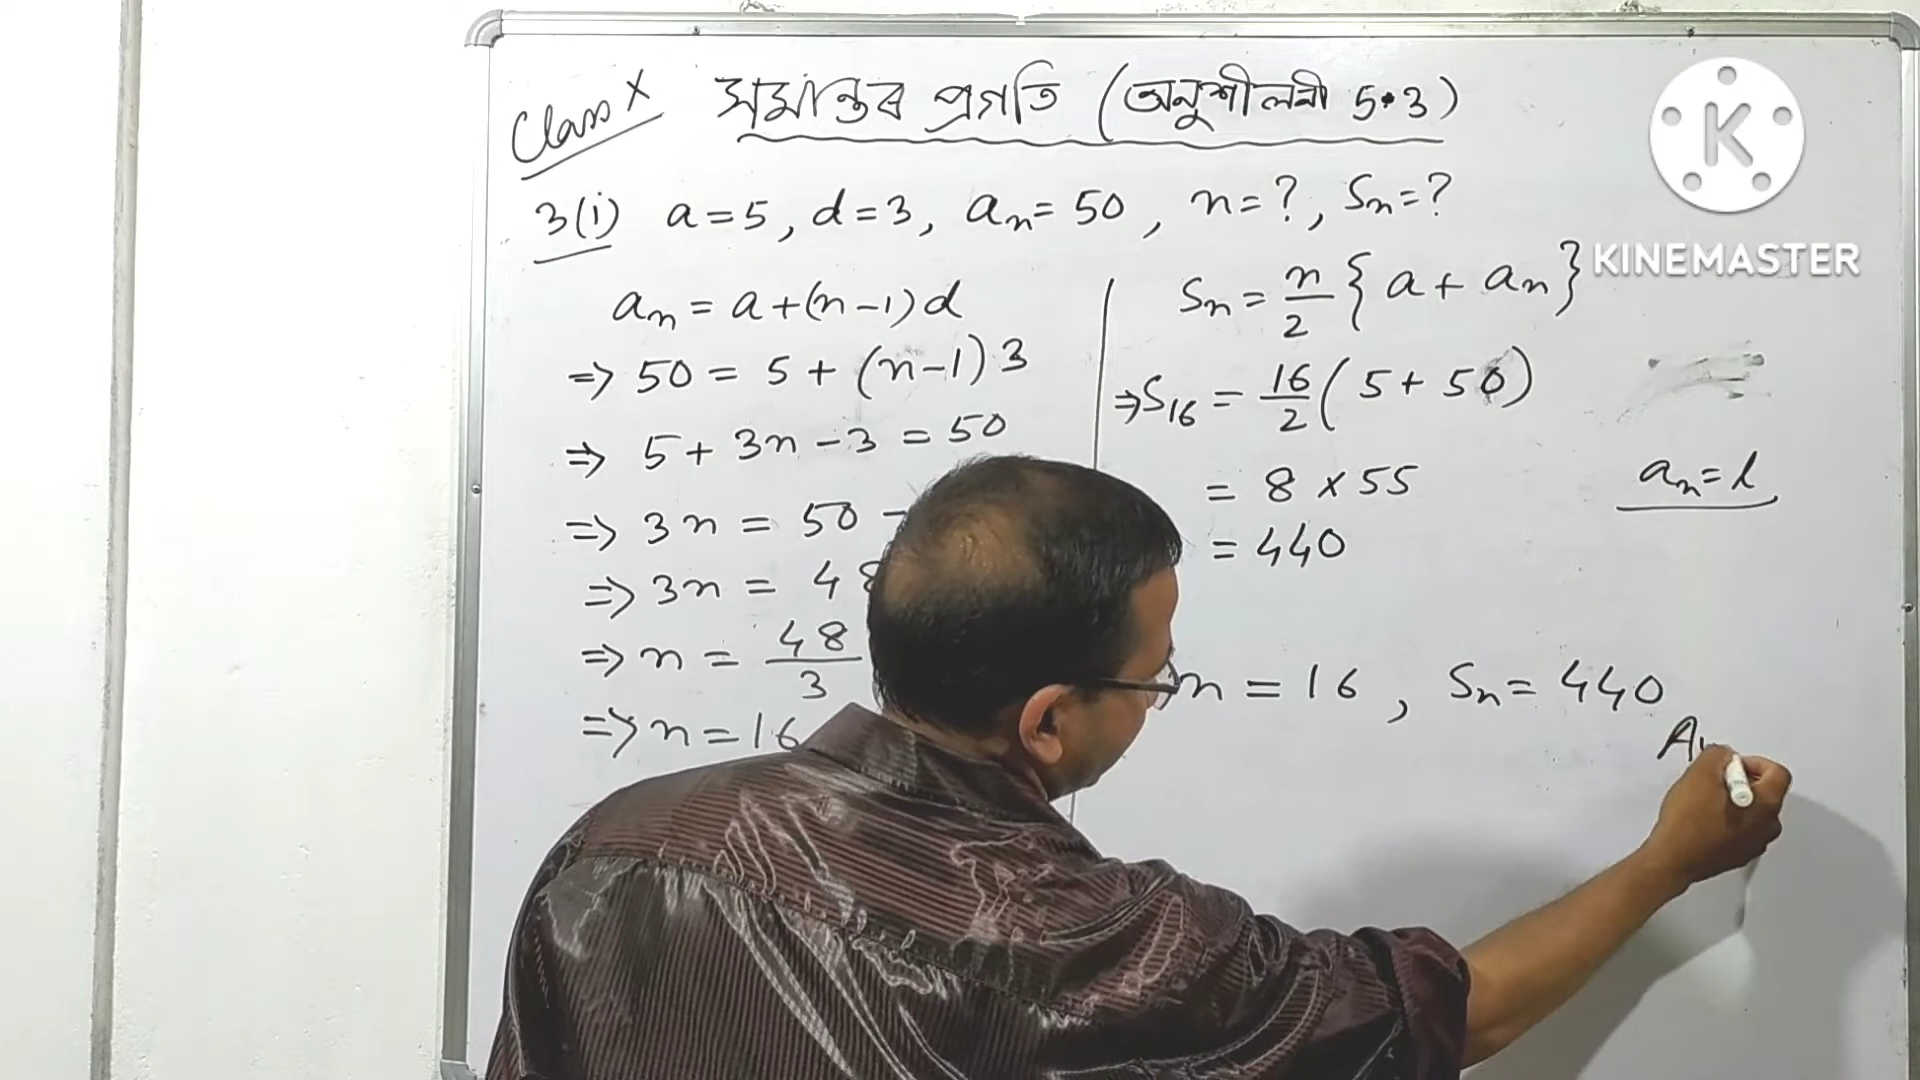 Class X সমান্তৰ প্ৰগতি (অনুশীলনী 5.3)
3(i) a = 5, d = 3, aₙ = 50, n = ?, Sₙ = ?
aₙ = a + (n - 1) d
=> 50 = 5 + (n - 1) 3
=> 5 + 3n - 3 = 50
=> 3n = 50 -
=> 3n = 48
=> n = 48/3
=> n = 16
Sₙ = n/2 { a + aₙ }
=> S₁₆ = 16/2 ( 5 + 50 )
= 8 × 55
= 440
aₙ = l
n = 16, Sₙ = 440
K
KINEMASTER